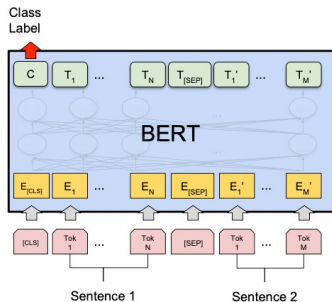 Class
Label
C T1 ... TN T[SEP] T1' ... TM'
BERT
E[CLS] E1 ... EN E[SEP] E1' ... EM'
[CLS] Tok 1 ... Tok N [SEP] Tok 1 ... Tok M
Sentence 1 Sentence 2